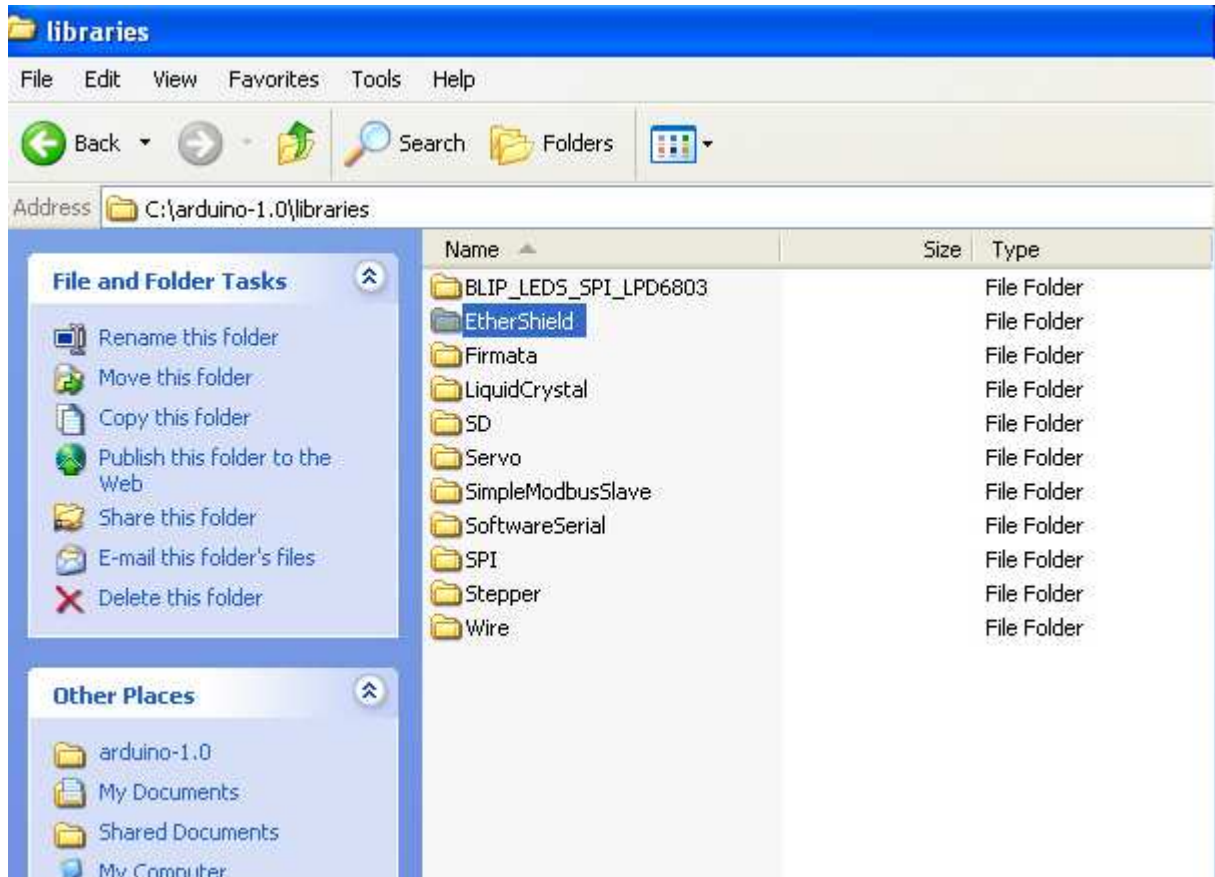 libraries
File Edit View Favorites Tools Help
Back Search Folders
Address C:\arduino-1.0\libraries
Name Size Type
File and Folder Tasks
Rename this folder
Move this folder
Copy this folder
Publish this folder to the
Web
Share this folder
E-mail this folder's files
Delete this folder
Other Places
arduino-1.0
My Documents
Shared Documents
My Computer
BLIP_LEDS_SPI_LPD6803 File Folder
EtherShield File Folder
Firmata File Folder
LiquidCrystal File Folder
SD File Folder
Servo File Folder
SimpleModbusSlave File Folder
SoftwareSerial File Folder
SPI File Folder
Stepper File Folder
Wire File Folder